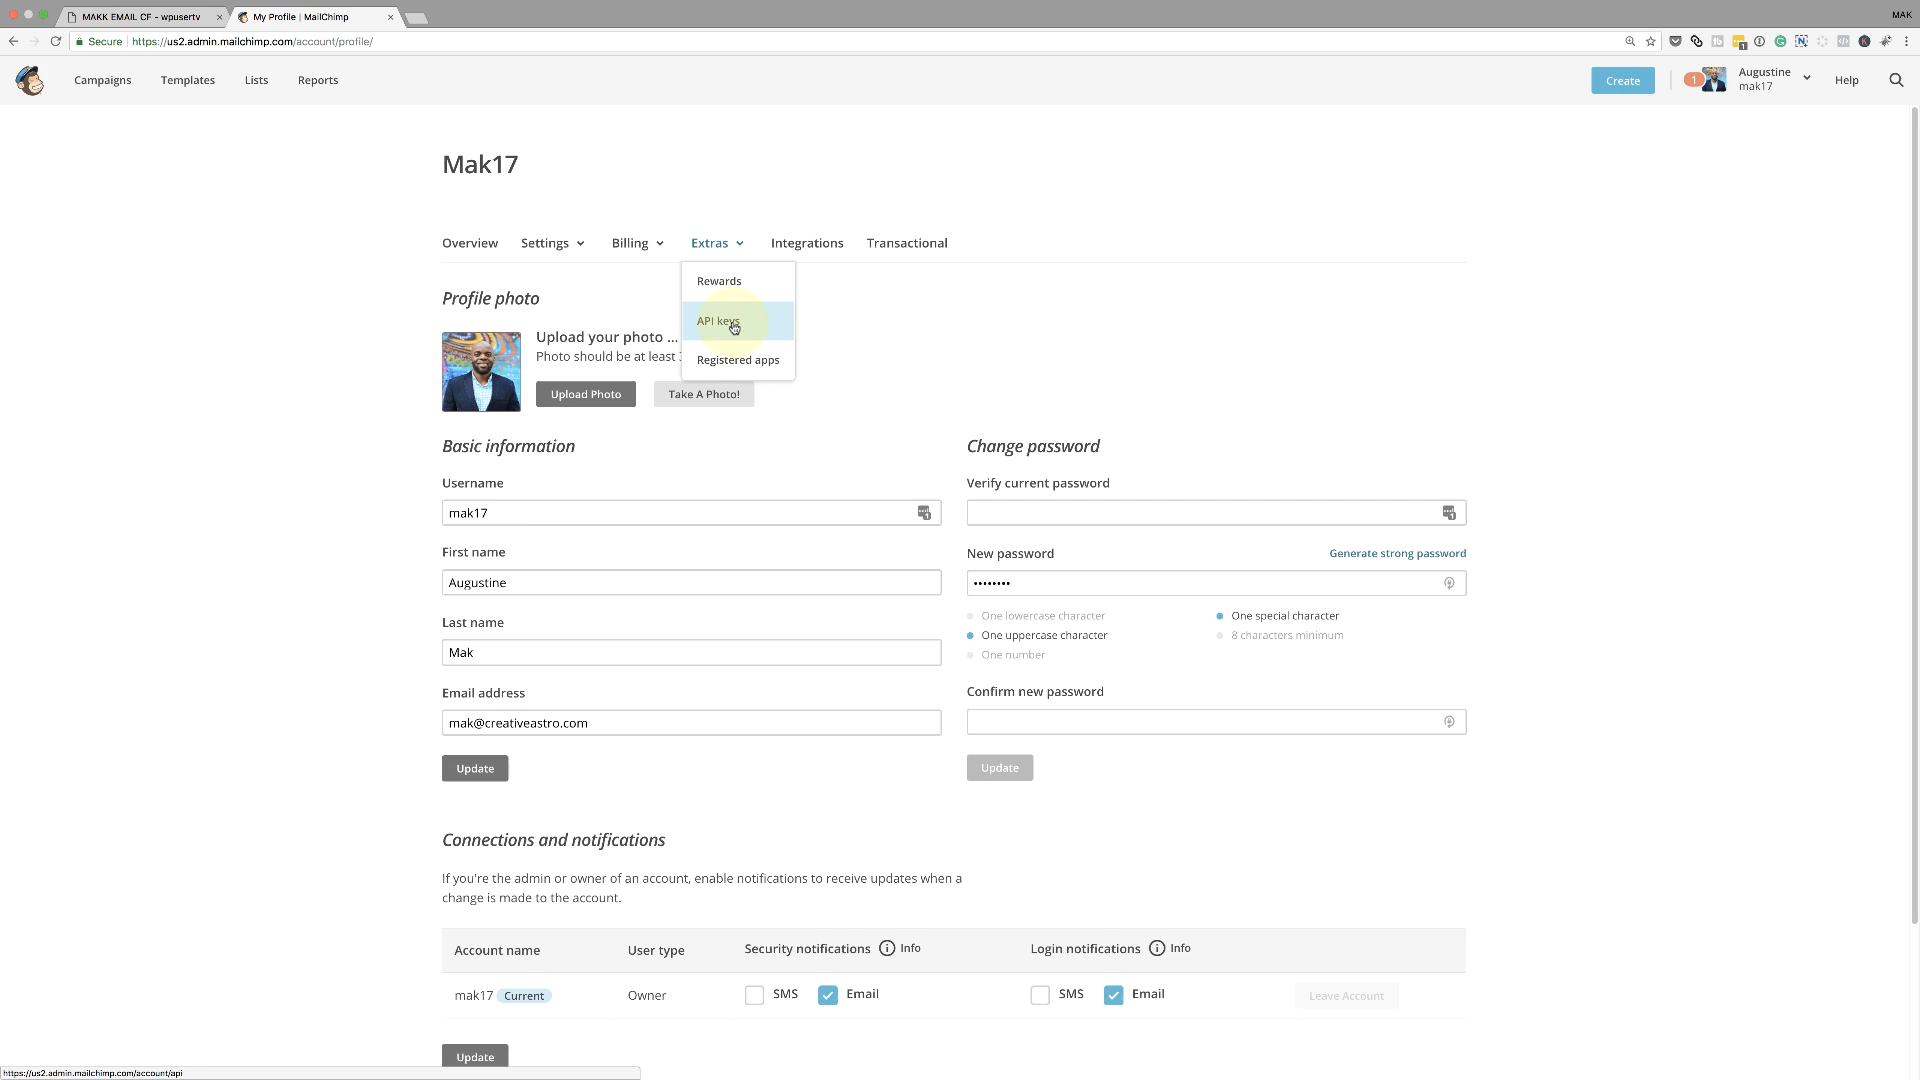 MAKK EMAIL CF - wpusertv
My Profile | MailChimp
MAK
Secure
https://us2.admin.mailchimp.com/account/profile/
Campaigns
Templates
Lists
Reports
Create
1
Augustine
mak17
Help
Mak17
Overview
Settings
Billing
Extras
Integrations
Transactional
Rewards
API keys
Registered apps
Profile photo
Upload your photo ...
Photo should be at least
Upload Photo
Take A Photo!
Basic information
Username
mak17
First name
Augustine
Last name
Mak
Email address
mak@creativeastro.com
Update
Change password
Verify current password
New password
Generate strong password
••••••••
One lowercase character
One special character
One uppercase character
8 characters minimum
One number
Confirm new password
Update
Connections and notifications
If you're the admin or owner of an account, enable notifications to receive updates when a
change is made to the account.
Account name
User type
Security notifications
Info
Login notifications
Info
mak17
Current
Owner
SMS
Email
SMS
Email
Leave Account
Update
https://us2.admin.mailchimp.com/account/api